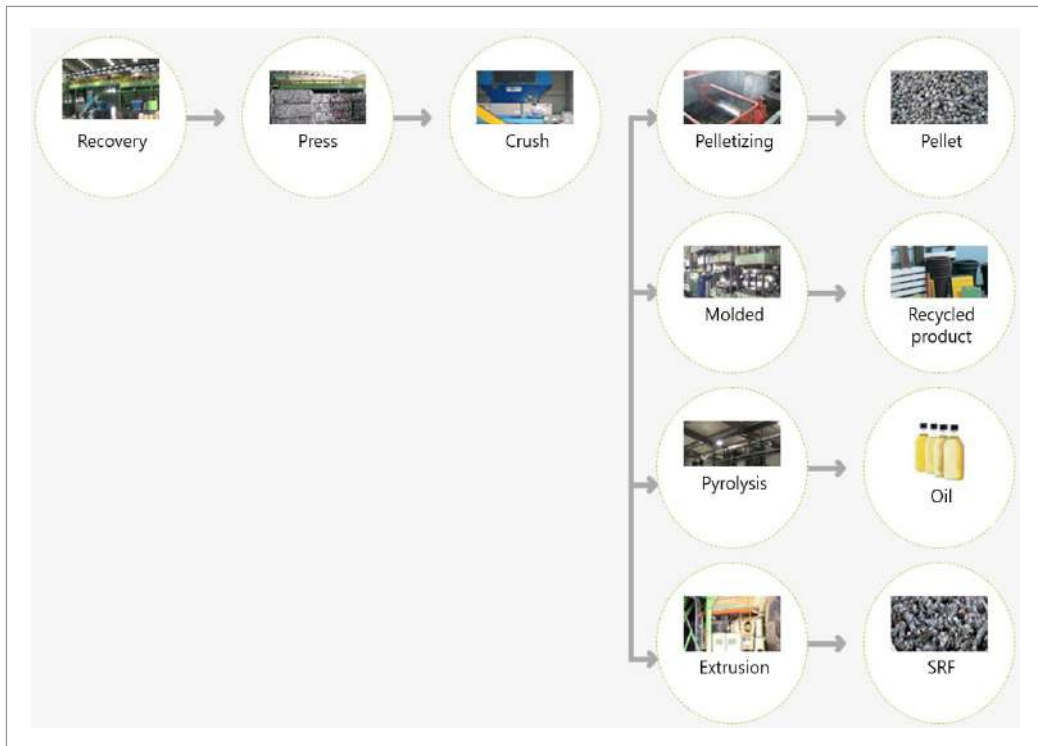 Recovery
Press
Crush
Pelletizing
Pellet
Molded
Recycled
product
Pyrolysis
Oil
Extrusion
SRF